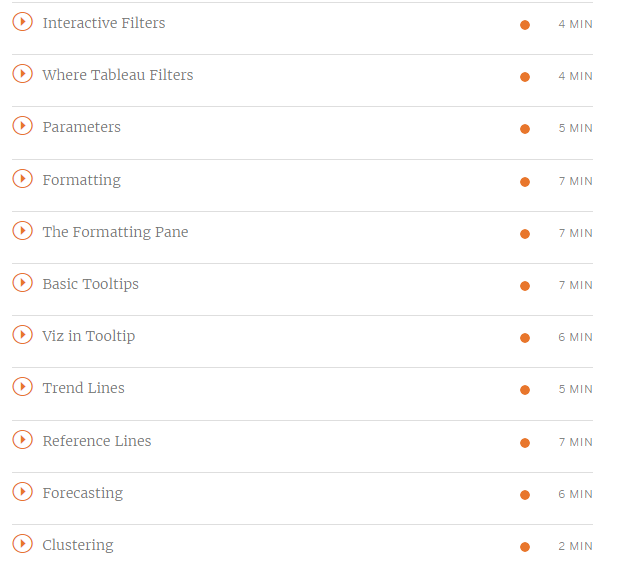 Interactive Filters 4 MIN
Where Tableau Filters 4 MIN
Parameters 5 MIN
Formatting 7 MIN
The Formatting Pane 7 MIN
Basic Tooltips 7 MIN
Viz in Tooltip 6 MIN
Trend Lines 5 MIN
Reference Lines 7 MIN
Forecasting 6 MIN
Clustering 2 MIN